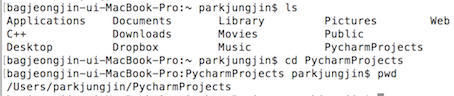 bagjeongjin-ui-MacBook-Pro:~ parkjungjin$ ls
Applications Documents Library Pictures Web
C++ Downloads Movies Public
Desktop Dropbox Music PycharmProjects
bagjeongjin-ui-MacBook-Pro:~ parkjungjin$ cd PycharmProjects
bagjeongjin-ui-MacBook-Pro:PycharmProjects parkjungjin$ pwd
/Users/parkjungjin/PycharmProjects